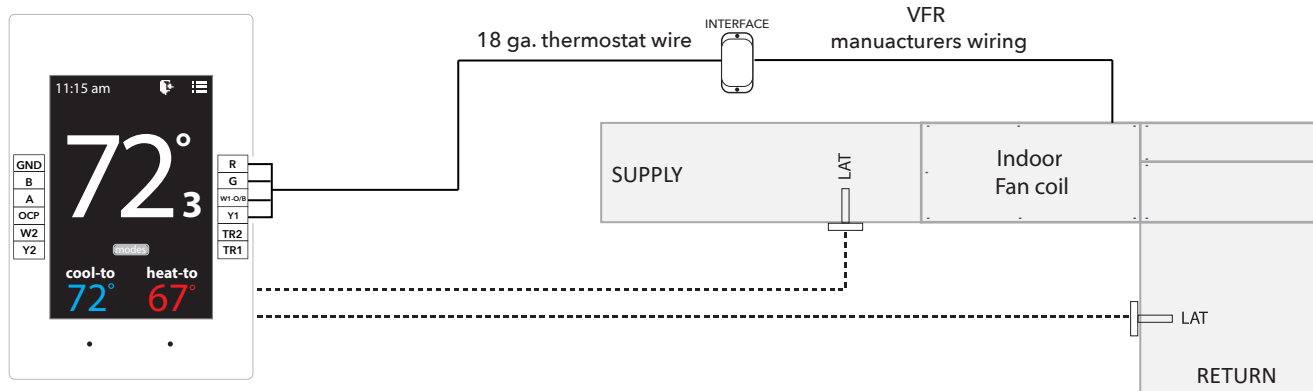 INTERFACE
VFR
18 ga. thermostat wire
manuacturers wiring
11:15 am
72°3
modes
cool-to heat-to
72° 67°
GND
B
A
OCP
W2
Y2
R
G
W1-O/B
Y1
TR2
TR1
SUPPLY
LAT
Indoor
Fan coil
LAT
RETURN